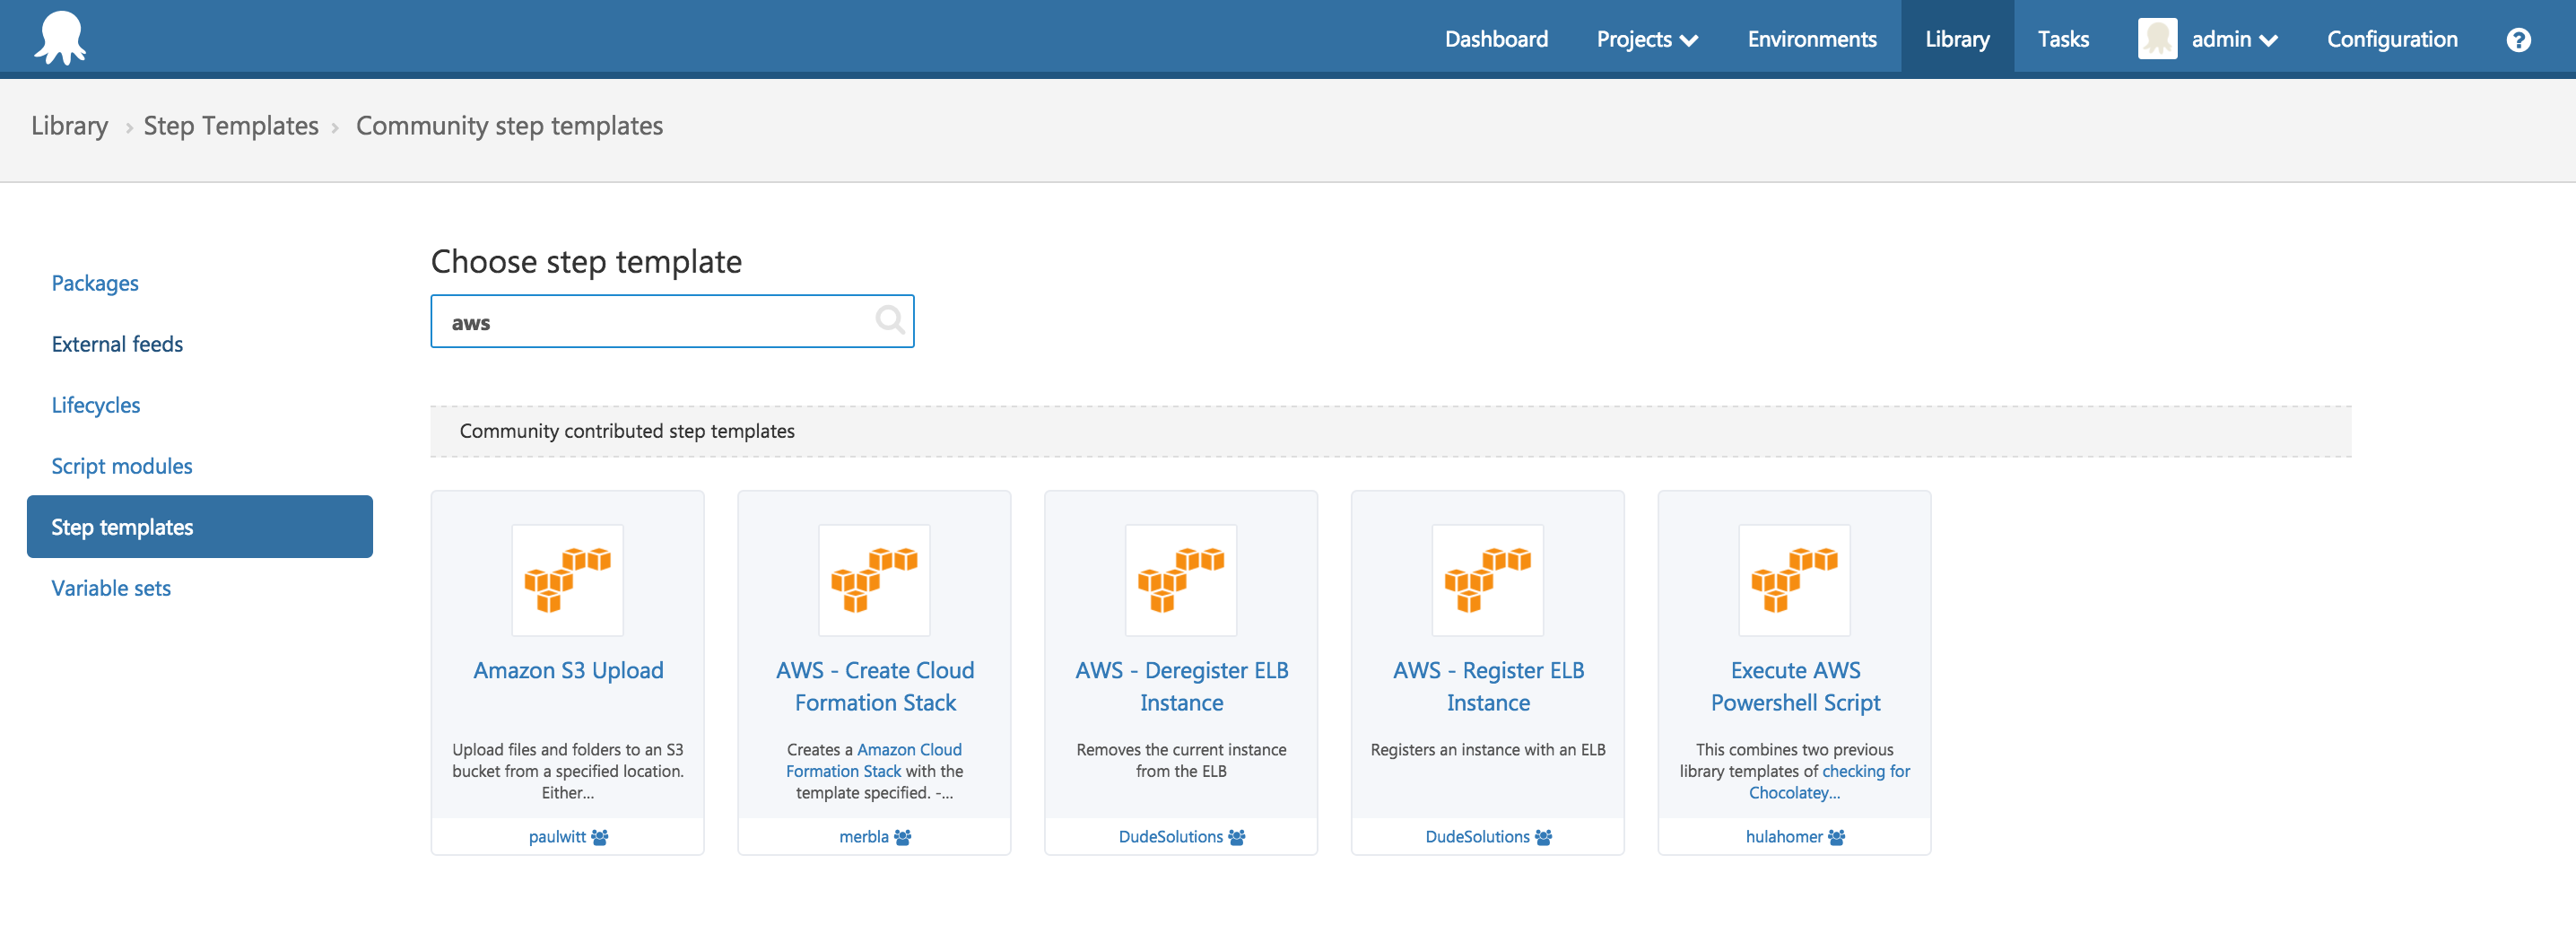 Dashboard Projects Environments Library Tasks admin Configuration ?
Library › Step Templates › Community step templates
Choose step template
aws
Packages
External feeds
Lifecycles
Script modules
Step templates
Variable sets
Community contributed step templates
Amazon S3 Upload
Upload files and folders to an S3
bucket from a specified location.
Either...
paulwitt
AWS - Create Cloud
Formation Stack
Creates a Amazon Cloud
Formation Stack with the
template specified. -...
merbla
AWS - Deregister ELB
Instance
Removes the current instance
from the ELB
DudeSolutions
AWS - Register ELB
Instance
Registers an instance with an ELB
DudeSolutions
Execute AWS
Powershell Script
This combines two previous
library templates of checking for
Chocolatey...
hulahomer